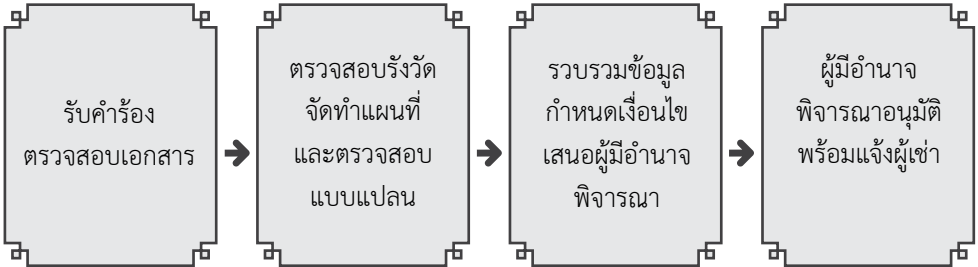 รับคำร้อง
ตรวจสอบเอกสาร
ตรวจสอบรังวัด
จัดทำแผนที่
และตรวจสอบ
แบบแปลน
รวบรวมข้อมูล
กำหนดเงื่อนไข
เสนอผู้มีอำนาจ
พิจารณา
ผู้มีอำนาจ
พิจารณาอนุมัติ
พร้อมแจ้งผู้เช่า